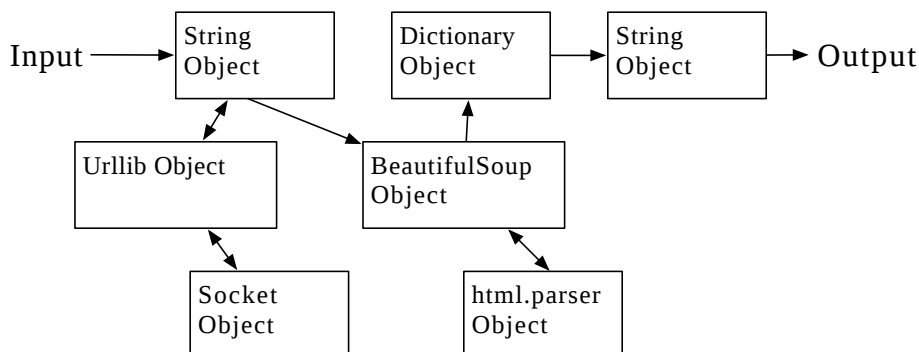 Input
String
Object
Dictionary
Object
String
Object
Output
Urllib Object
BeautifulSoup
Object
Socket
Object
html.parser
Object